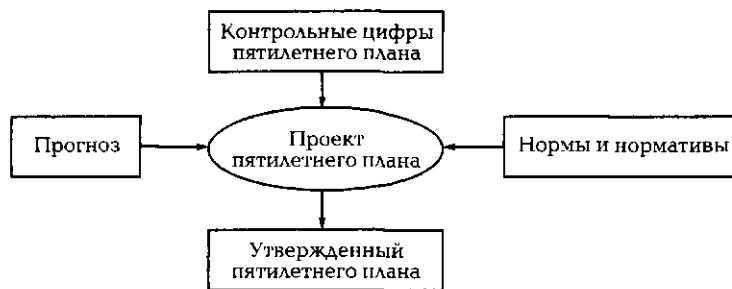 Контрольные цифры
пятилетнего плана
Прогноз
Проект
пятилетнего плана
Нормы и нормативы
Утвержденный
пятилетнего плана